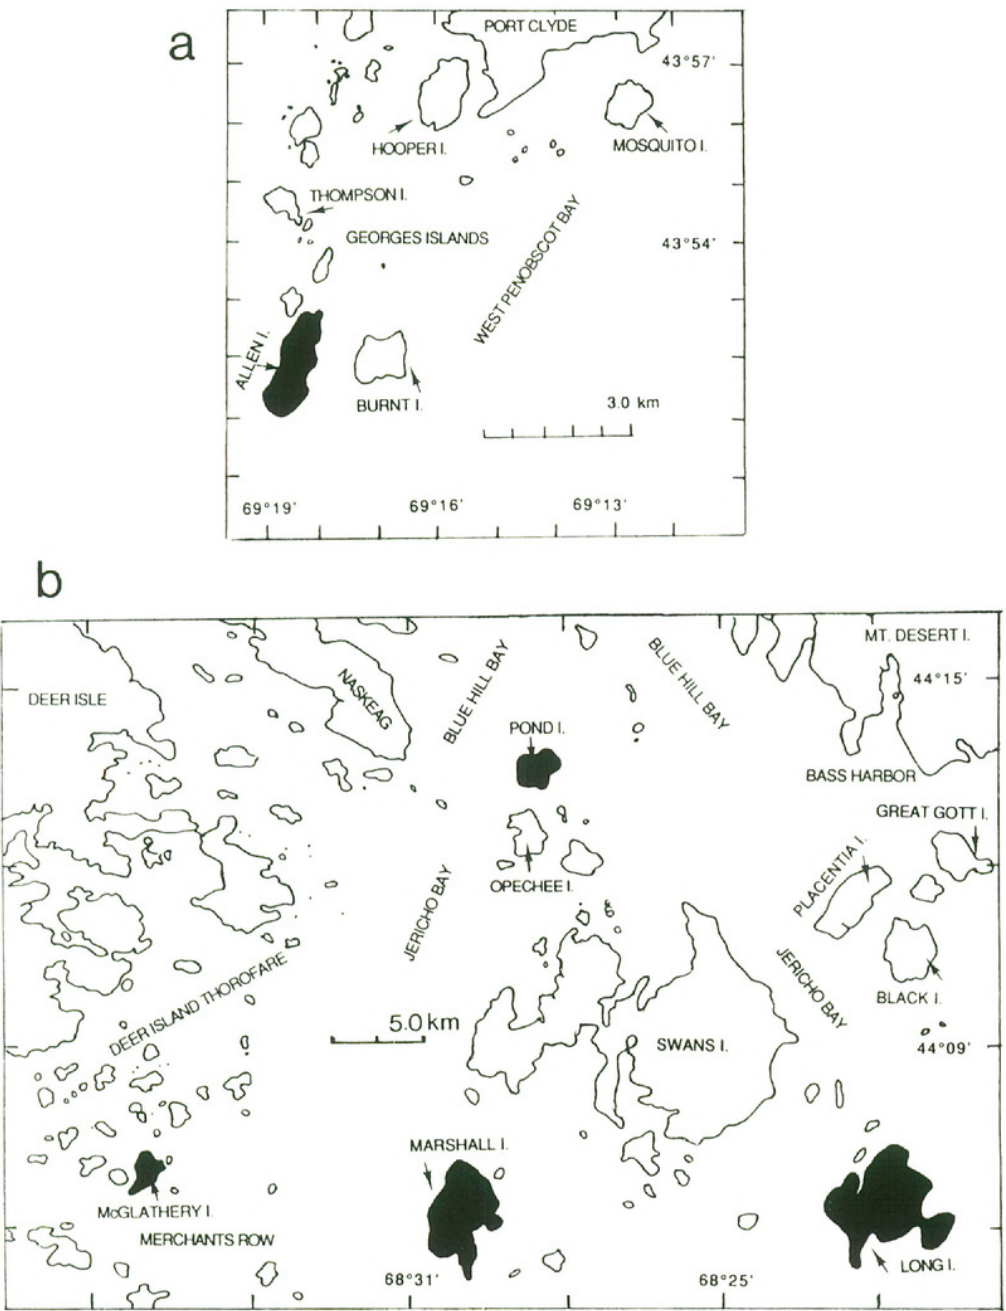 a
PORT CLYDE
43°57'
HOOPER I.
MOSQUITO I.
THOMPSON I.
GEORGES ISLANDS
43°54'
WEST PENOBSCOT BAY
ALLEN I.
BURNT I.
3.0 km
69°19'
69°16'
69°13'
b
MT. DESERT I.
DEER ISLE
NASKEAG
BLUE HILL BAY
BLUE HILL BAY
44°15'
POND I.
BASS HARBOR
GREAT GOTT I.
PLACENTIA I.
OPECHEE I.
JERICHO BAY
JERICHO BAY
DEER ISLAND THOROFARE
BLACK I.
5.0 km
SWANS I.
44°09'
MARSHALL I.
McGLATHERY I.
MERCHANTS ROW
LONG I.
68°31'
68°25'